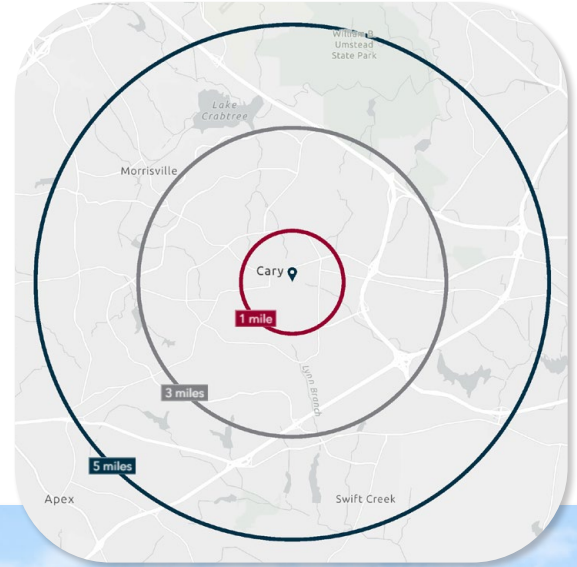 William B.
Umstead
State Park
Lake
Crabtree
Morrisville
Cary
1 mile
Lynn Branch
3 miles
5 miles
Apex
Swift Creek